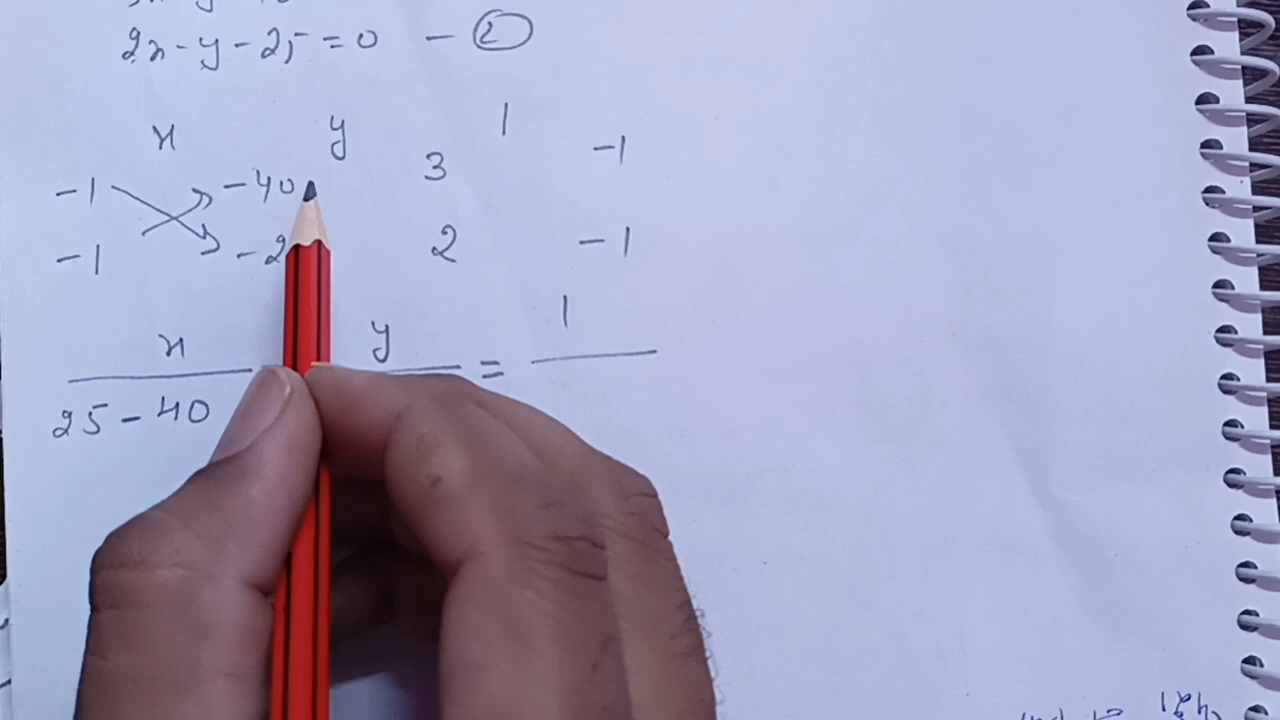 2x - y - 25 = 0 - ②
x y 1
-1 -40 3 -1
-1 -2 2 -1
x y = 1
25 - 40